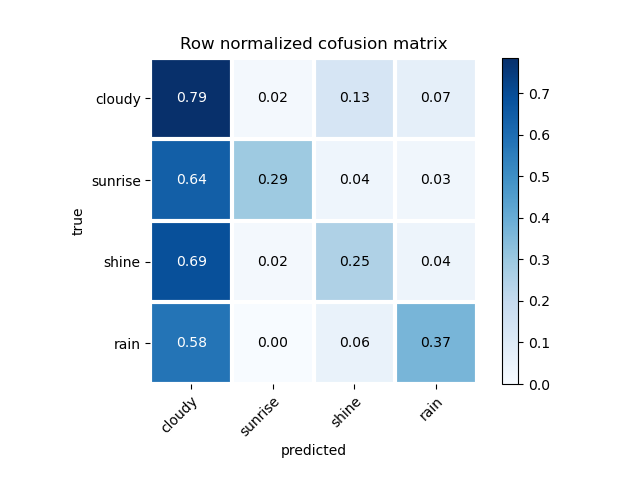 Row normalized cofusion matrix
cloudy 0.79 0.02 0.13 0.07
sunrise 0.64 0.29 0.04 0.03
shine 0.69 0.02 0.25 0.04
rain 0.58 0.00 0.06 0.37
true
cloudy sunrise shine rain
predicted
0.7
0.6
0.5
0.4
0.3
0.2
0.1
0.0